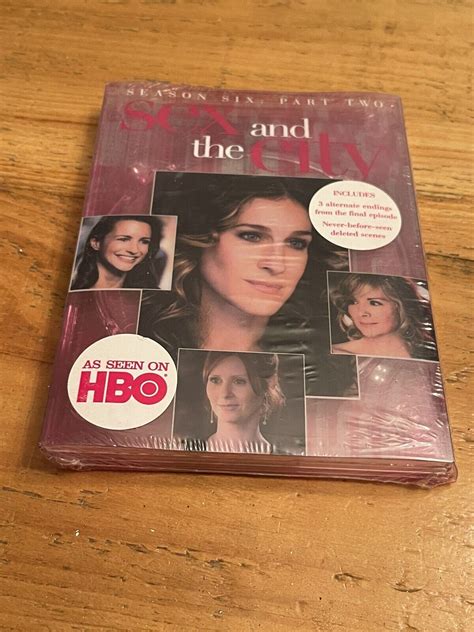 SEASON SIX: PART TWO
sex and
the city
INCLUDES
3 alternate endings
from the final episode
Never-before-seen
deleted scenes
AS SEEN ON
HBO